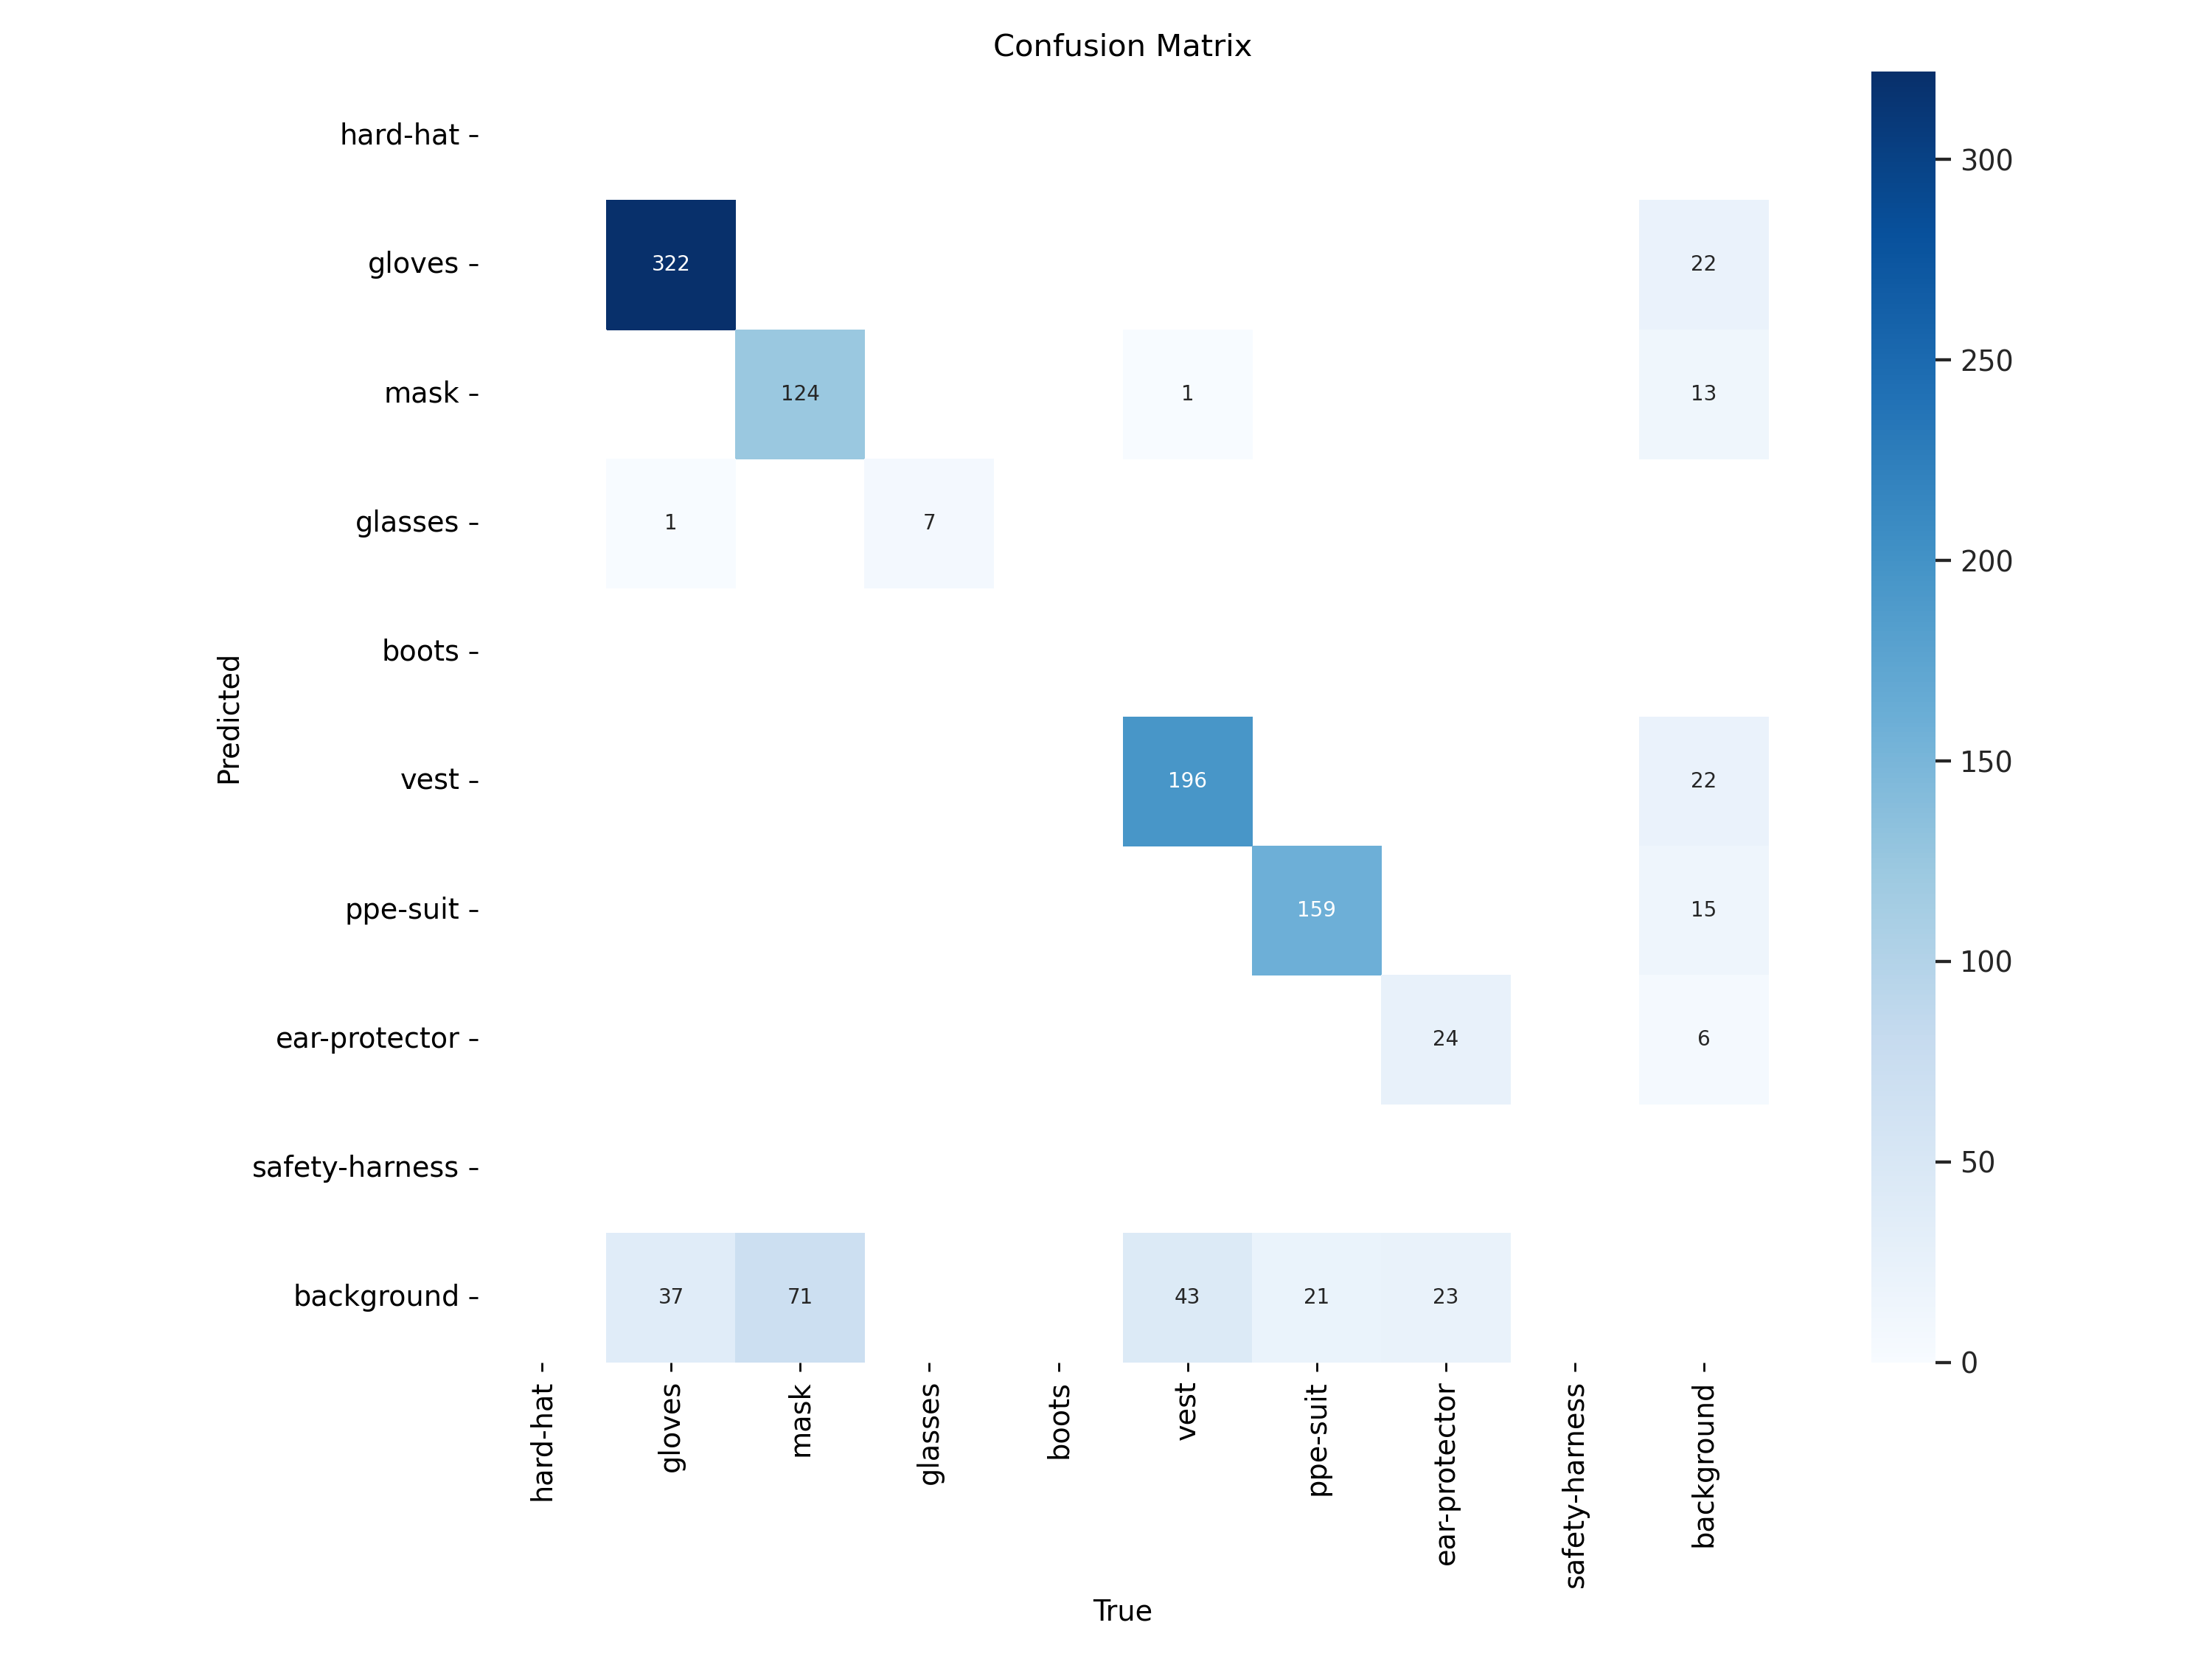 Confusion Matrix
hard-hat
gloves 322 22
mask 124 1 13
glasses 1 7
boots
vest 196 22
ppe-suit 159 15
ear-protector 24 6
safety-harness
background 37 71 43 21 23
Predicted
hard-hat
gloves
mask
glasses
boots
vest
ppe-suit
ear-protector
safety-harness
background
True
300
250
200
150
100
50
0